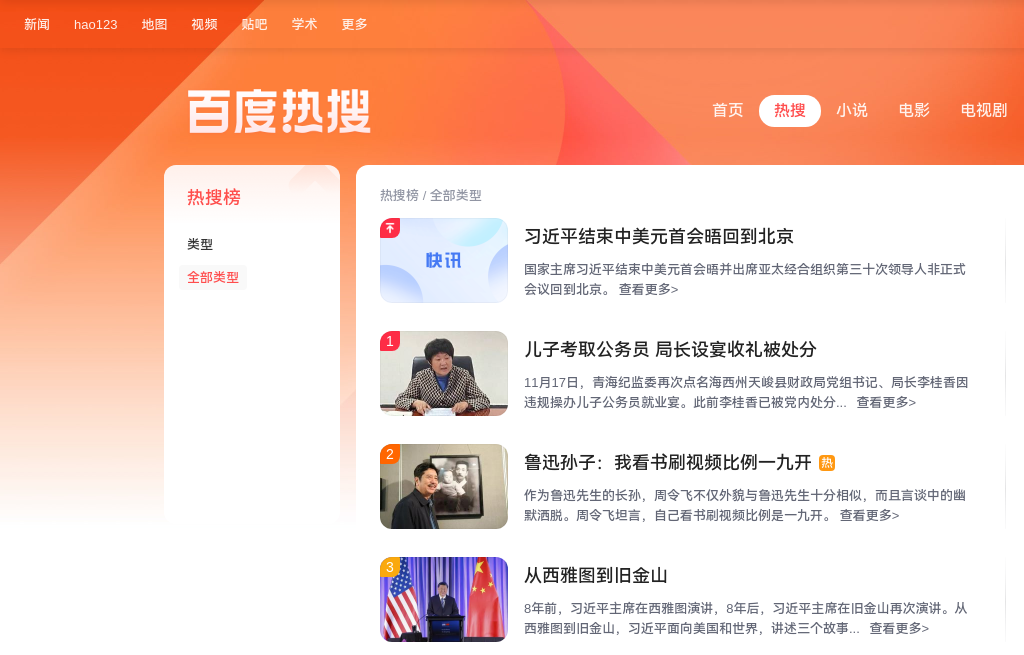 新闻 hao123 地图 视频 贴吧 学术 更多
百度热搜
首页 热搜 小说 电影 电视剧
热搜榜
类型
全部类型
热搜榜 / 全部类型
快讯
习近平结束中美元首会晤回到北京
国家主席习近平结束中美元首会晤并出席亚太经合组织第三十次领导人非正式
会议回到北京。 查看更多>
1
儿子考取公务员 局长设宴收礼被处分
11月17日，青海纪监委再次点名海西州天峻县财政局党组书记、局长李桂香因
违规操办儿子公务员就业宴。此前李桂香已被党内处分... 查看更多>
2
鲁迅孙子：我看书刷视频比例一九开 热
作为鲁迅先生的长孙，周令飞不仅外貌与鲁迅先生十分相似，而且言谈中的幽
默洒脱。周令飞坦言，自己看书刷视频比例是一九开。 查看更多>
3
从西雅图到旧金山
8年前，习近平主席在西雅图演讲，8年后，习近平主席在旧金山再次演讲。从
西雅图到旧金山，习近平面向美国和世界，讲述三个故事... 查看更多>